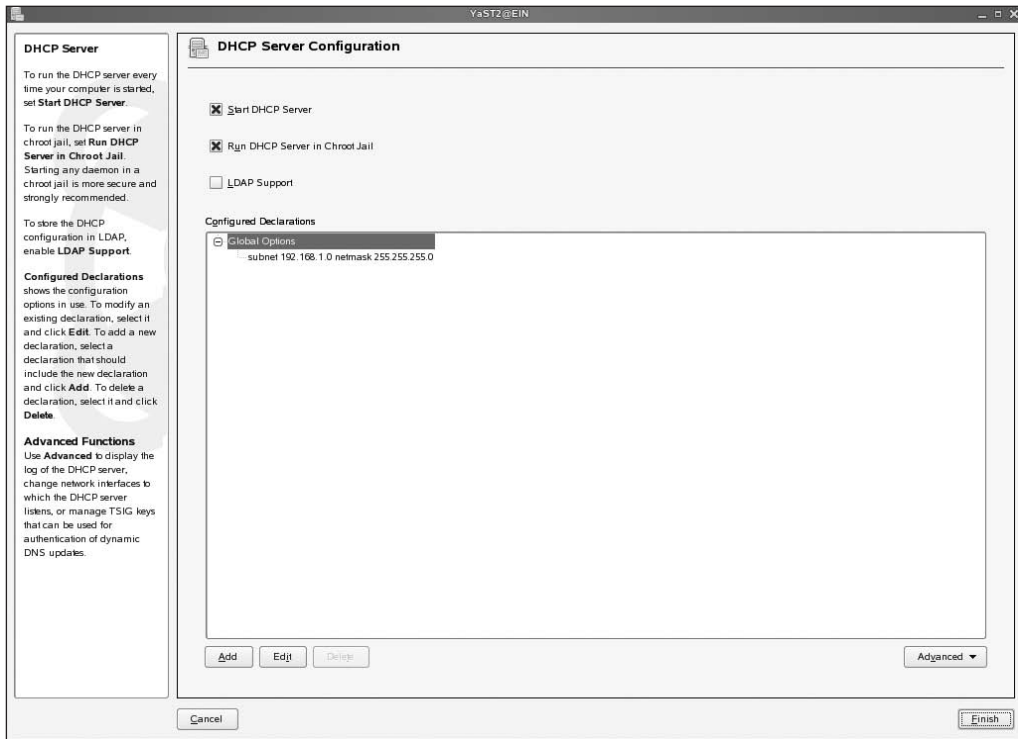 YaST2@EIN
DHCP Server
To run the DHCP server every
time your computer is started,
set Start DHCP Server.
To run the DHCP server in
chroot jail, set Run DHCP
Server in Chroot Jail.
Starting any daemon in a
chroot jail is more secure and
strongly recommended.
To store the DHCP
configuration in LDAP,
enable LDAP Support.
Configured Declarations
shows the configuration
options in use. To modify an
existing declaration, select it
and click Edit. To add a new
declaration, select a
declaration that should
include the new declaration
and click Add. To delete a
declaration, select it and click
Delete.
Advanced Functions
Use Advanced to display the
log of the DHCP server,
change network interfaces to
which the DHCP server
listens, or manage TSIG keys
that can be used for
authentication of dynamic
DNS updates.
DHCP Server Configuration
Start DHCP Server
Run DHCP Server in Chroot Jail
LDAP Support
Configured Declarations
Global Options
subnet 192.168.1.0 netmask 255.255.255.0
Add Edit Delete Advanced
Cancel Finish